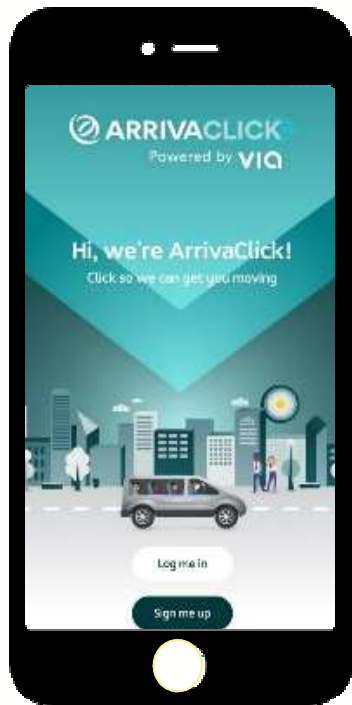 ARRIVACLICK
Powered by via
Hi, we're ArrivaClick!
Click so we can get you moving
Log me in
Sign me up